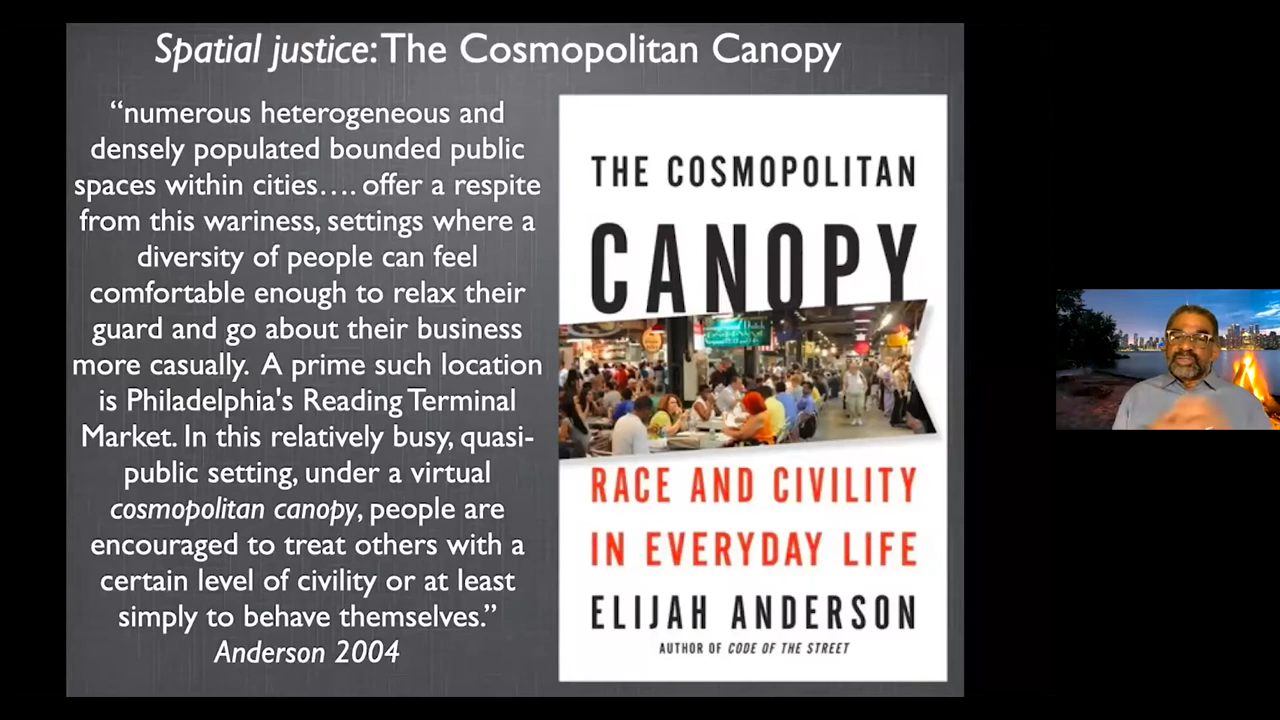 Spatial justice: The Cosmopolitan Canopy
“numerous heterogeneous and
densely populated bounded public
spaces within cities…. offer a respite
from this wariness, settings where a
diversity of people can feel
comfortable enough to relax their
guard and go about their business
more casually. A prime such location
is Philadelphia's Reading Terminal
Market. In this relatively busy, quasi-
public setting, under a virtual
cosmopolitan canopy, people are
encouraged to treat others with a
certain level of civility or at least
simply to behave themselves.”
Anderson 2004
THE COSMOPOLITAN
CANOPY
RACE AND CIVILITY
IN EVERYDAY LIFE
ELIJAH ANDERSON
AUTHOR OF CODE OF THE STREET